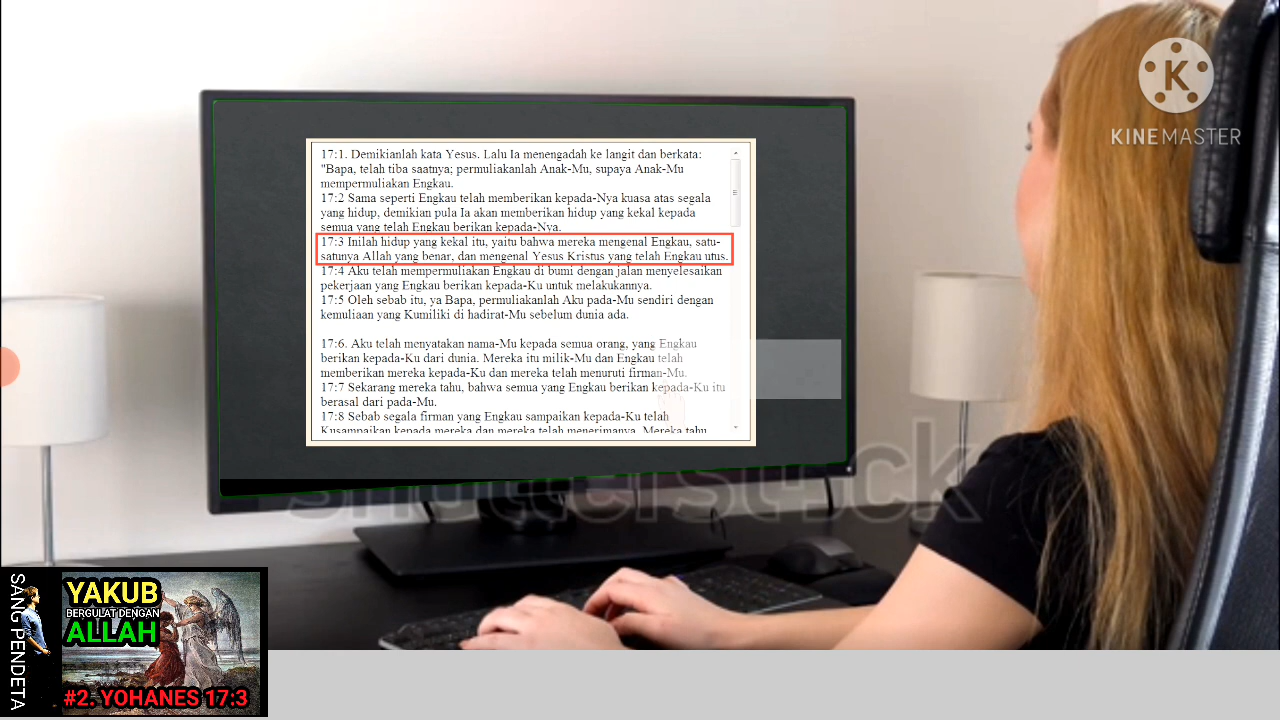 KINEMASTER
17:1. Demikianlah kata Yesus. Lalu Ia menengadah ke langit dan berkata:
"Bapa, telah tiba saatnya; permuliakanlah Anak-Mu, supaya Anak-Mu
mempermuliakan Engkau.
17:2 Sama seperti Engkau telah memberikan kepada-Nya kuasa atas segala
yang hidup, demikian pula Ia akan memberikan hidup yang kekal kepada
semua yang telah Engkau berikan kepada-Nya.
17:3 Inilah hidup yang kekal itu, yaitu bahwa mereka mengenal Engkau, satu-
satunya Allah yang benar, dan mengenal Yesus Kristus yang telah Engkau utus.
17:4 Aku telah mempermuliakan Engkau di bumi dengan jalan menyelesaikan
pekerjaan yang Engkau berikan kepada-Ku untuk melakukannya.
17:5 Oleh sebab itu, ya Bapa, permuliakanlah Aku pada-Mu sendiri dengan
kemuliaan yang Kumiliki di hadirat-Mu sebelum dunia ada.
17:6. Aku telah menyatakan nama-Mu kepada semua orang, yang Engkau
berikan kepada-Ku dari dunia. Mereka itu milik-Mu dan Engkau telah
memberikan mereka kepada-Ku dan mereka telah menuruti firman-Mu.
17:7 Sekarang mereka tahu, bahwa semua yang Engkau berikan kepada-Ku itu
berasal dari pada-Mu.
17:8 Sebab segala firman yang Engkau sampaikan kepada-Ku telah
Kusampaikan kepada mereka dan mereka telah menerimanya. Mereka tahu
shutterstock
SANG PENDETA
YAKUB
BERGULAT DENGAN
ALLAH
#2. YOHANES 17:3